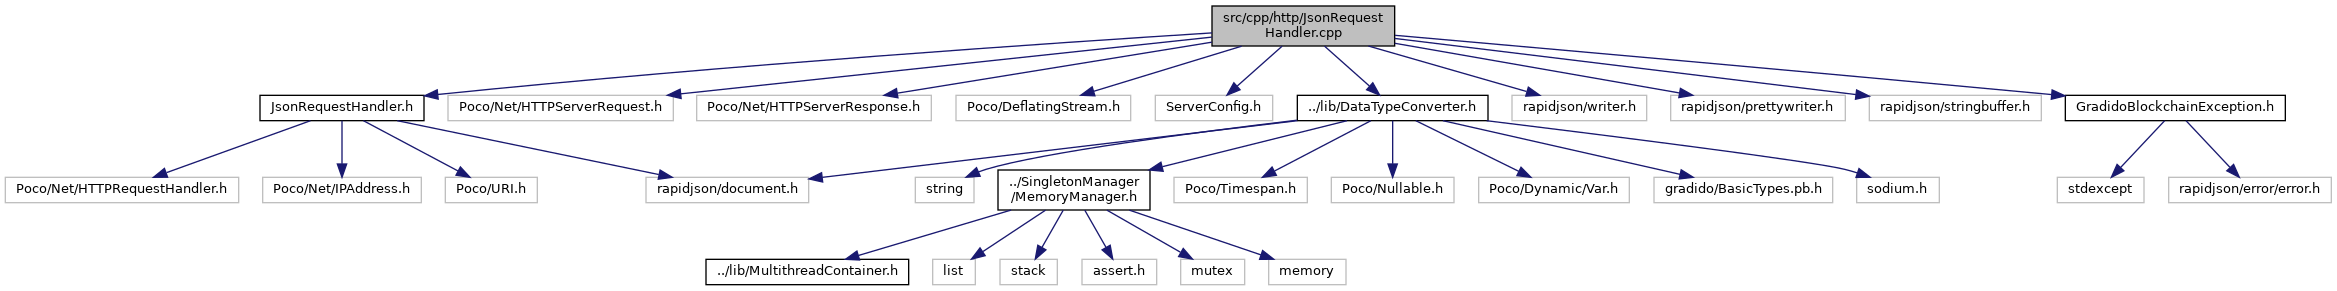 src/cpp/http/JsonRequest
Handler.cpp
JsonRequestHandler.h
Poco/Net/HTTPServerRequest.h
Poco/Net/HTTPServerResponse.h
Poco/DeflatingStream.h
ServerConfig.h
../lib/DataTypeConverter.h
rapidjson/writer.h
rapidjson/prettywriter.h
rapidjson/stringbuffer.h
GradidoBlockchainException.h
Poco/Net/HTTPRequestHandler.h
Poco/Net/IPAddress.h
Poco/URI.h
rapidjson/document.h
string
../SingletonManager
/MemoryManager.h
Poco/Timespan.h
Poco/Nullable.h
Poco/Dynamic/Var.h
gradido/BasicTypes.pb.h
sodium.h
stdexcept
rapidjson/error/error.h
../lib/MultithreadContainer.h
list
stack
assert.h
mutex
memory